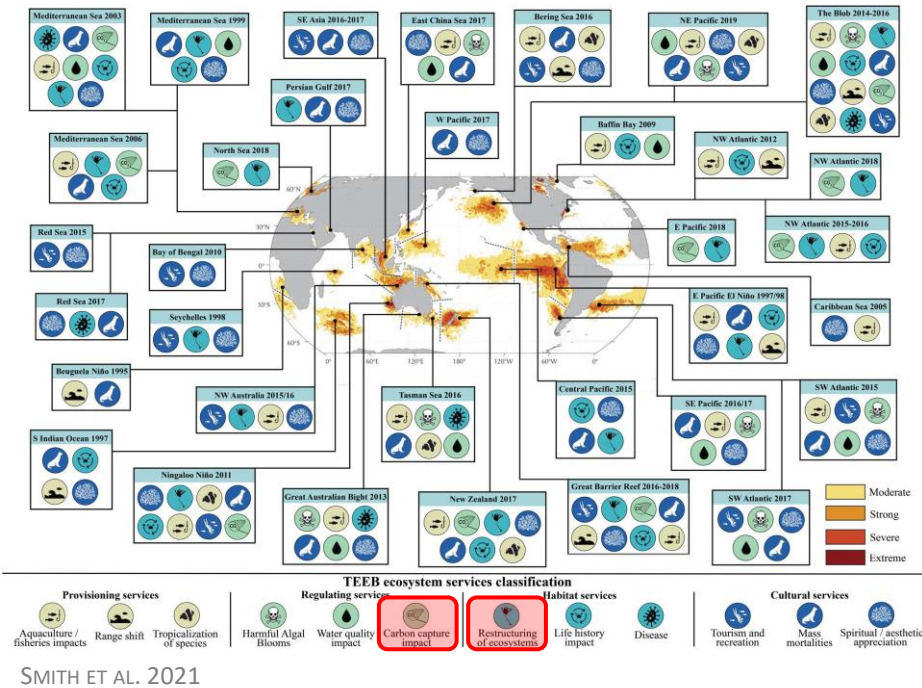 Mediterranean Sea 2003
Mediterranean Sea 1999
SE Asia 2016-2017
East China Sea 2017
Bering Sea 2016
NE Pacific 2019
The Blob 2014-2016
Persian Gulf 2017
W Pacific 2017
Baffin Bay 2009
NW Atlantic 2012
Mediterranean Sea 2006
North Sea 2018
NW Atlantic 2018
Red Sea 2015
Bay of Bengal 2010
E Pacific 2018
NW Atlantic 2015-2016
Red Sea 2017
Seychelles 1998
E Pacific El Niño 1997/98
Caribbean Sea 2005
Beuguela Niño 1995
NW Australia 2015/16
Tasman Sea 2016
Central Pacific 2015
SE Pacific 2016/17
SW Atlantic 2015
S Indian Ocean 1997
Ningaloo Niño 2011
Great Australian Bight 2013
New Zealand 2017
Great Barrier Reef 2016-2018
SW Atlantic 2017
60°N
30°N
0°
30°S
60°S
0°
60°E
120°E
180°
120°W
60°W
0°
Moderate
Strong
Severe
Extreme
TEEB ecosystem services classification
Provisioning services
Regulating services
Habitat services
Cultural services
Aquaculture /
fisheries impacts
Range shift
Tropicalization
of species
Harmful Algal
Blooms
Water quality
impact
Carbon capture
impact
Restructuring
of ecosystems
Life history
impact
Disease
Tourism and
recreation
Mass
mortalities
Spiritual / aesthetic
appreciation
SMITH ET AL. 2021